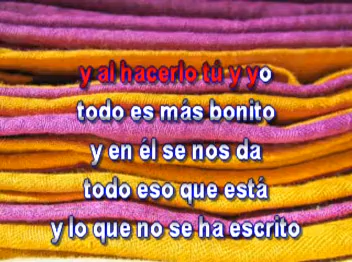 y al hacerlo tú y yo
todo es más bonito
y en él se nos da
todo eso que está
y lo que no se ha escrito